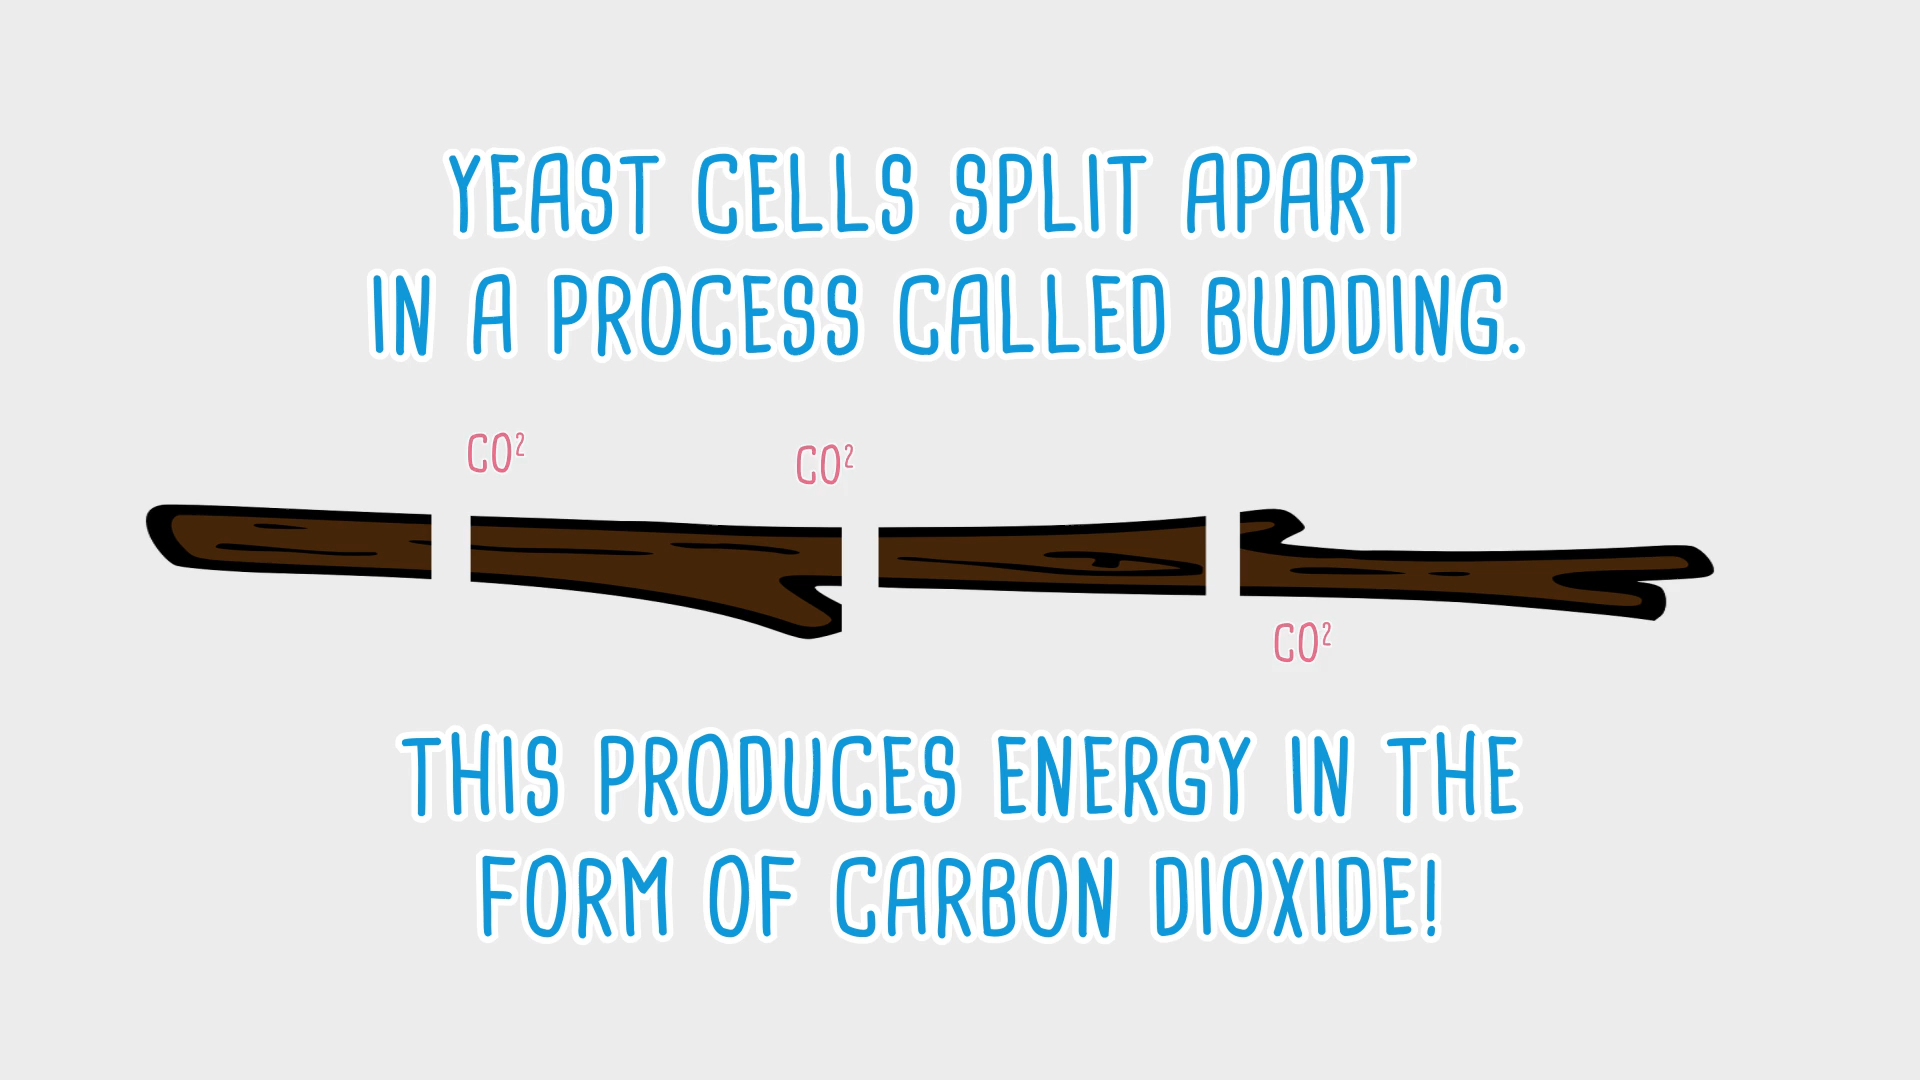 YEAST CELLS SPLIT APART
IN A PROCESS CALLED BUDDING.
CO²
CO²
CO²
THIS PRODUCES ENERGY IN THE
FORM OF CARBON DIOXIDE!